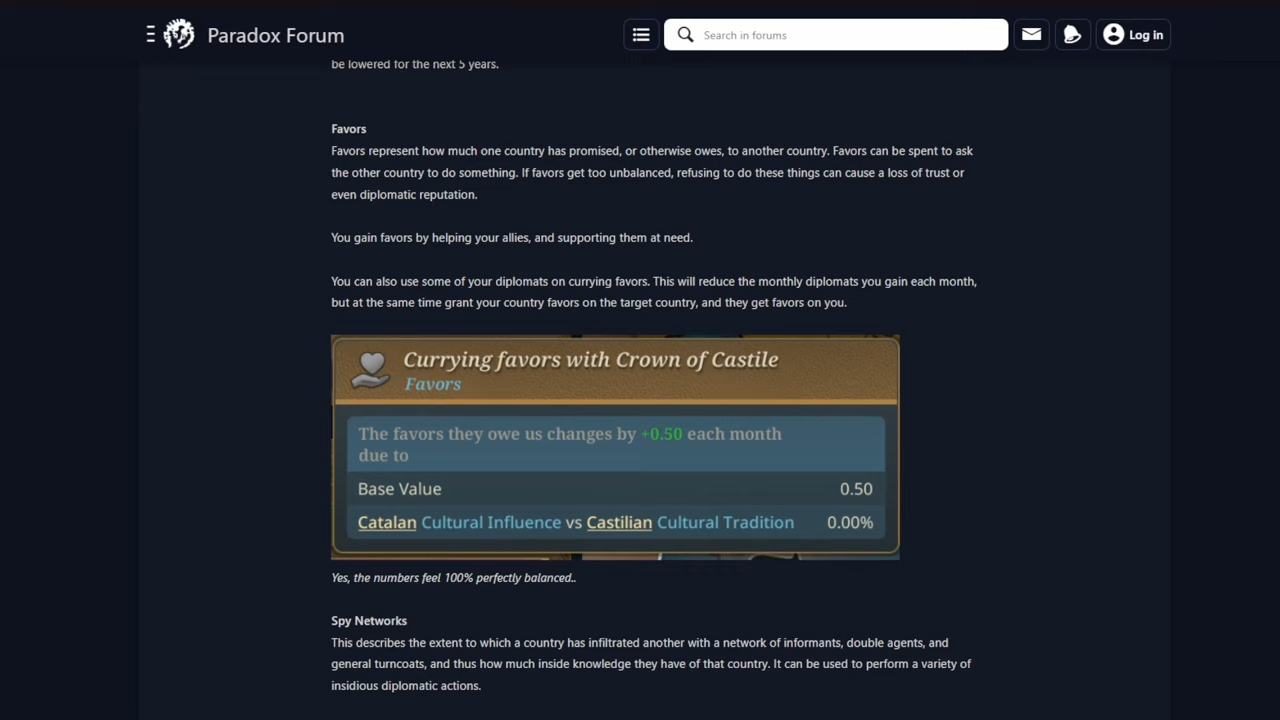 Paradox Forum
Search in forums
Log in
be lowered for the next 5 years.
Favors
Favors represent how much one country has promised, or otherwise owes, to another country. Favors can be spent to ask
the other country to do something. If favors get too unbalanced, refusing to do these things can cause a loss of trust or
even diplomatic reputation.
You gain favors by helping your allies, and supporting them at need.
You can also use some of your diplomats on currying favors. This will reduce the monthly diplomats you gain each month,
but at the same time grant your country favors on the target country, and they get favors on you.
Currying favors with Crown of Castile
Favors
The favors they owe us changes by +0.50 each month
due to
Base Value 0.50
Catalan Cultural Influence vs Castilian Cultural Tradition 0.00%
Yes, the numbers feel 100% perfectly balanced..
Spy Networks
This describes the extent to which a country has infiltrated another with a network of informants, double agents, and
general turncoats, and thus how much inside knowledge they have of that country. It can be used to perform a variety of
insidious diplomatic actions.